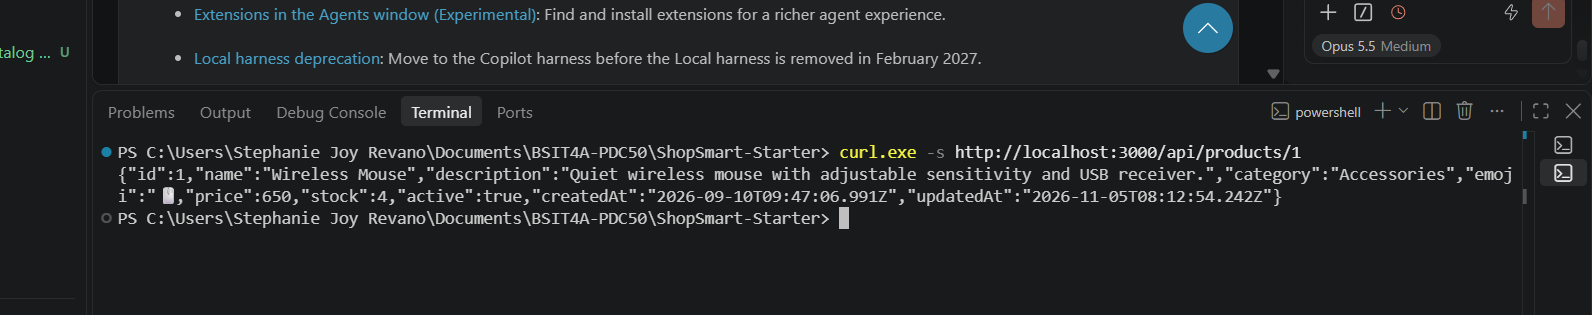 Extensions in the Agents window (Experimental): Find and install extensions for a richer agent experience.
talog ... U
Local harness deprecation: Move to the Copilot harness before the Local harness is removed in February 2027.
Opus 5.5 Medium
Problems Output Debug Console Terminal Ports
powershell
PS C:\Users\Stephanie Joy Revano\Documents\BSIT4A-PDC50\ShopSmart-Starter> curl.exe -s http://localhost:3000/api/products/1
{"id":1,"name":"Wireless Mouse","description":"Quiet wireless mouse with adjustable sensitivity and USB receiver.","category":"Accessories","emoj
i":"🖱,"price":650,"stock":4,"active":true,"createdAt":"2026-09-10T09:47:06.991Z","updatedAt":"2026-11-05T08:12:54.242Z"}
PS C:\Users\Stephanie Joy Revano\Documents\BSIT4A-PDC50\ShopSmart-Starter>